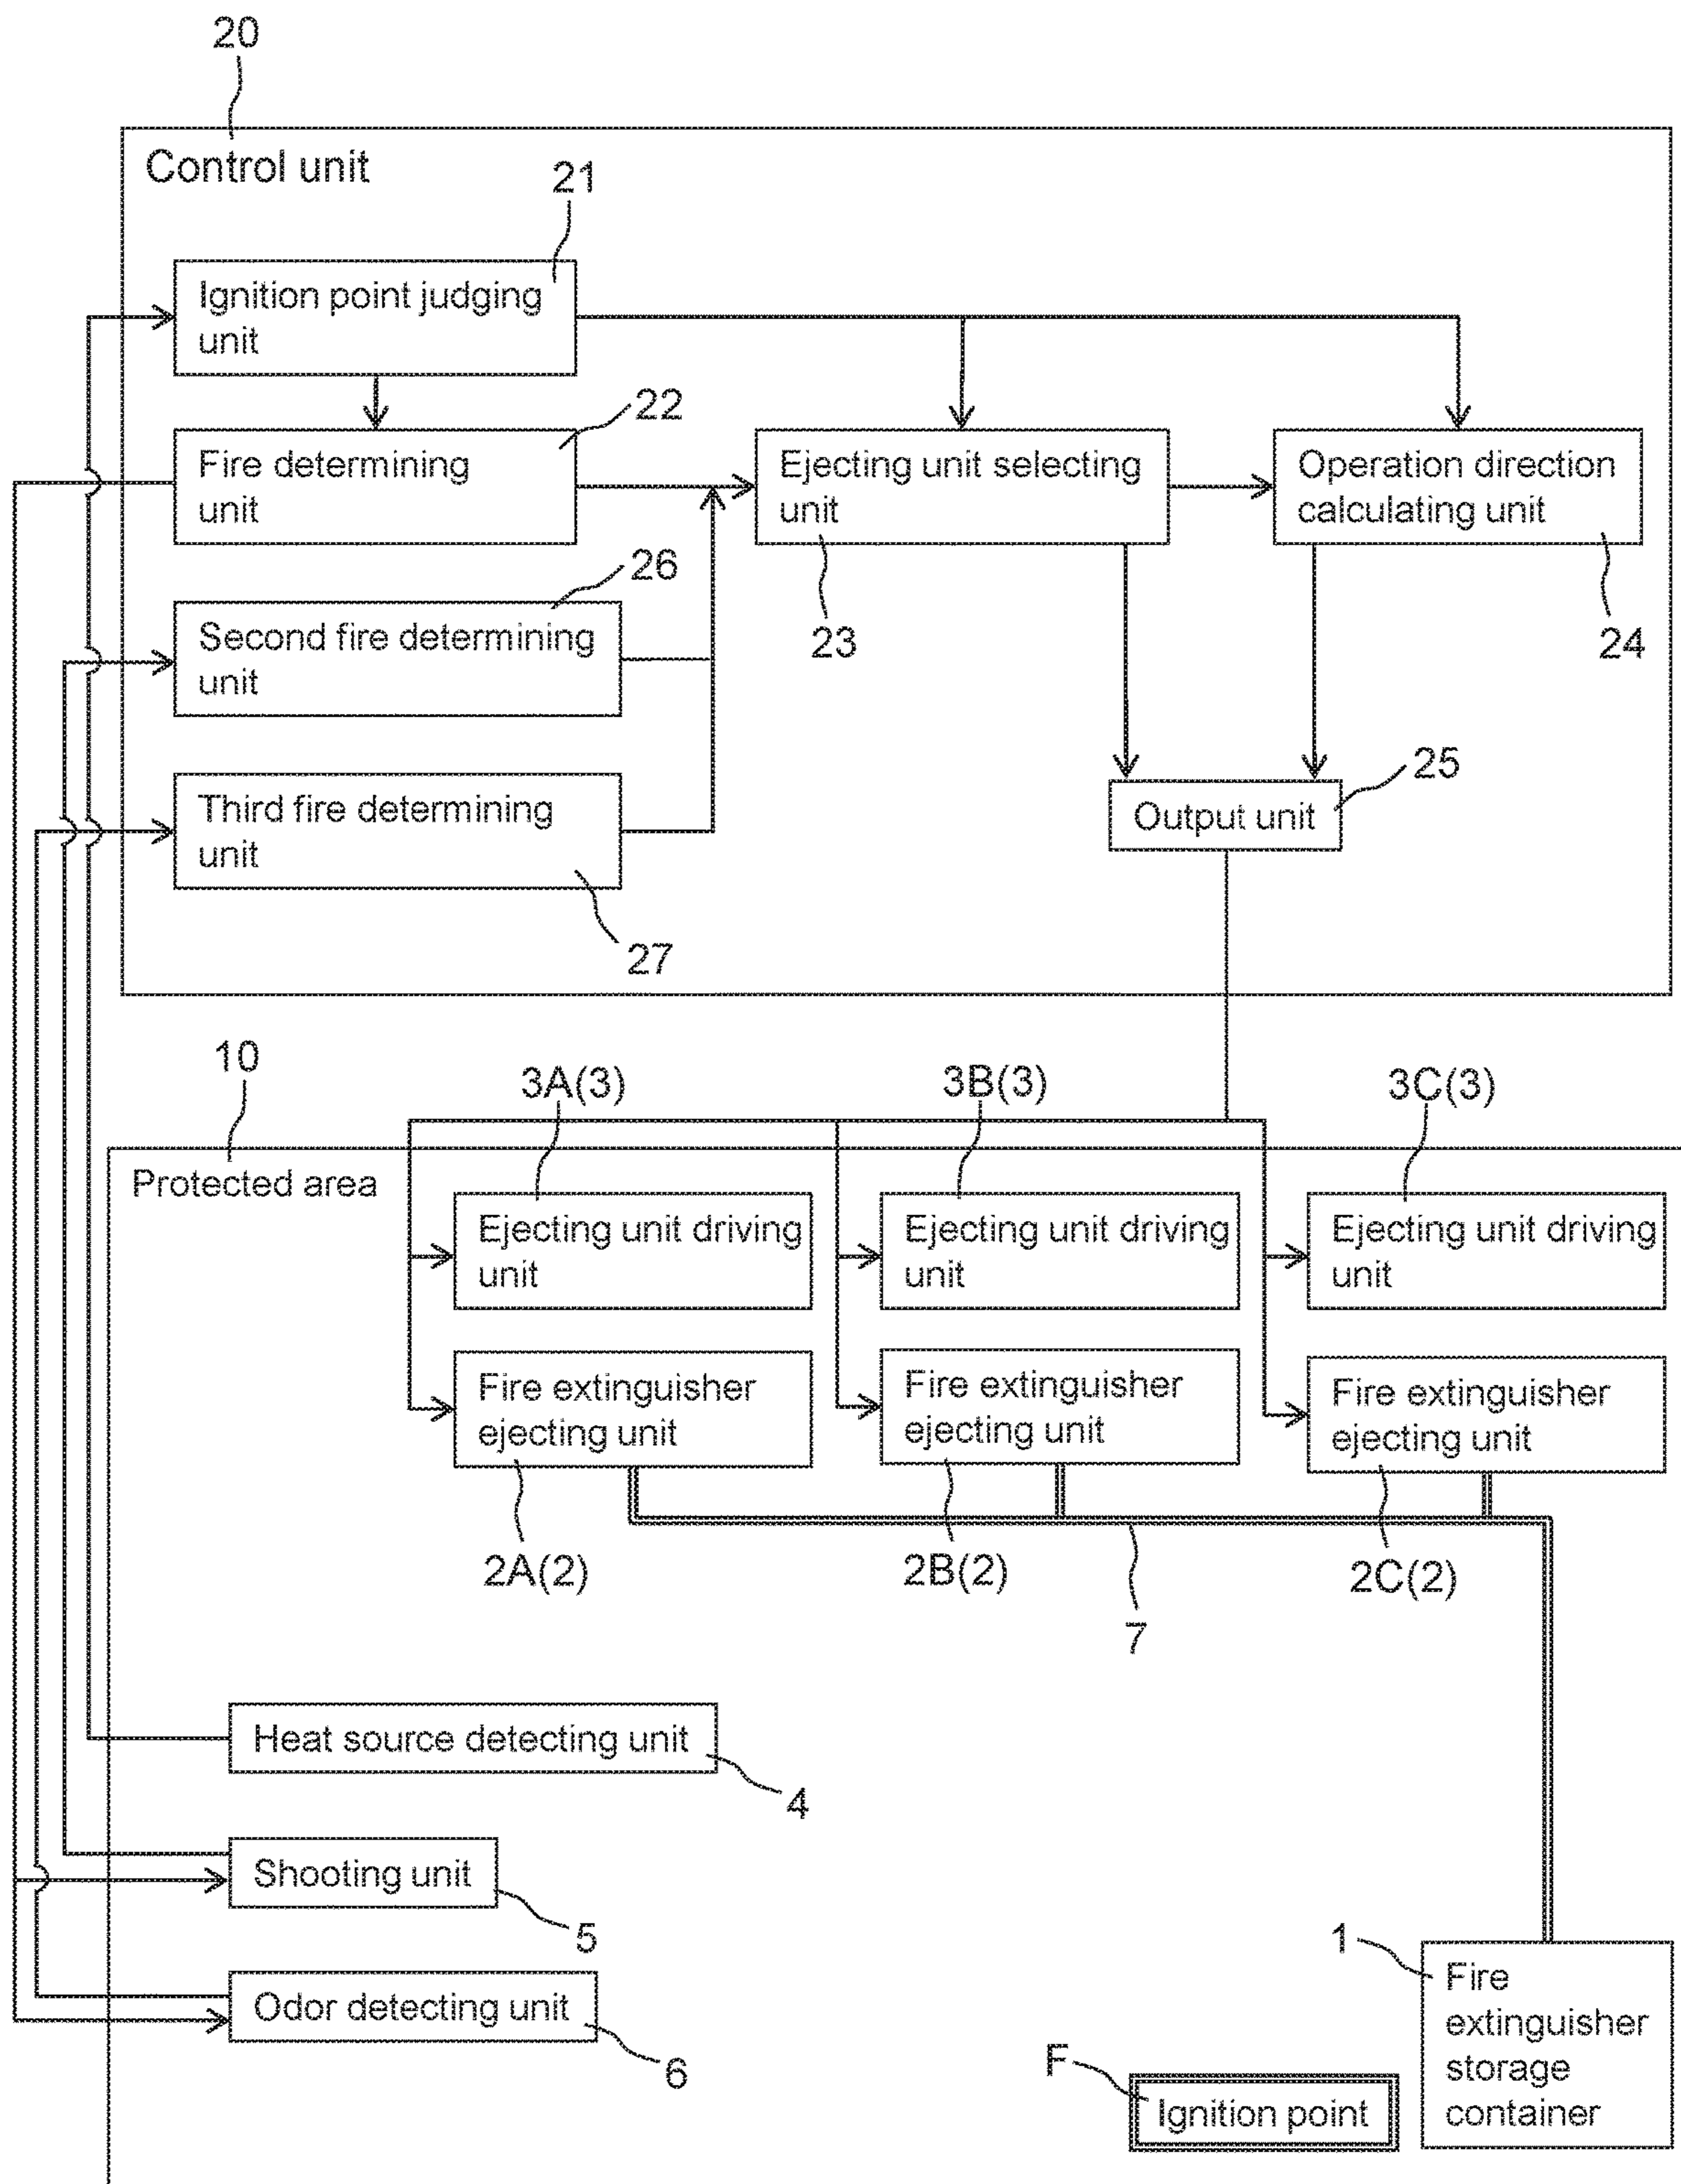 20
Control unit
21
Ignition point judging
unit
22
Fire determining
unit
Ejecting unit selecting
unit
Operation direction
calculating unit
26
23
24
Second fire determining
unit
25
Third fire determining
unit
Output unit
27
10
3A(3)
3B(3)
3C(3)
Protected area
Ejecting unit driving
unit
Ejecting unit driving
unit
Ejecting unit driving
unit
Fire extinguisher
ejecting unit
Fire extinguisher
ejecting unit
Fire extinguisher
ejecting unit
2A(2)
2B(2)
2C(2)
7
Heat source detecting unit
4
Shooting unit
5
1
Fire
extinguisher
storage
container
Odor detecting unit
6
F
Ignition point